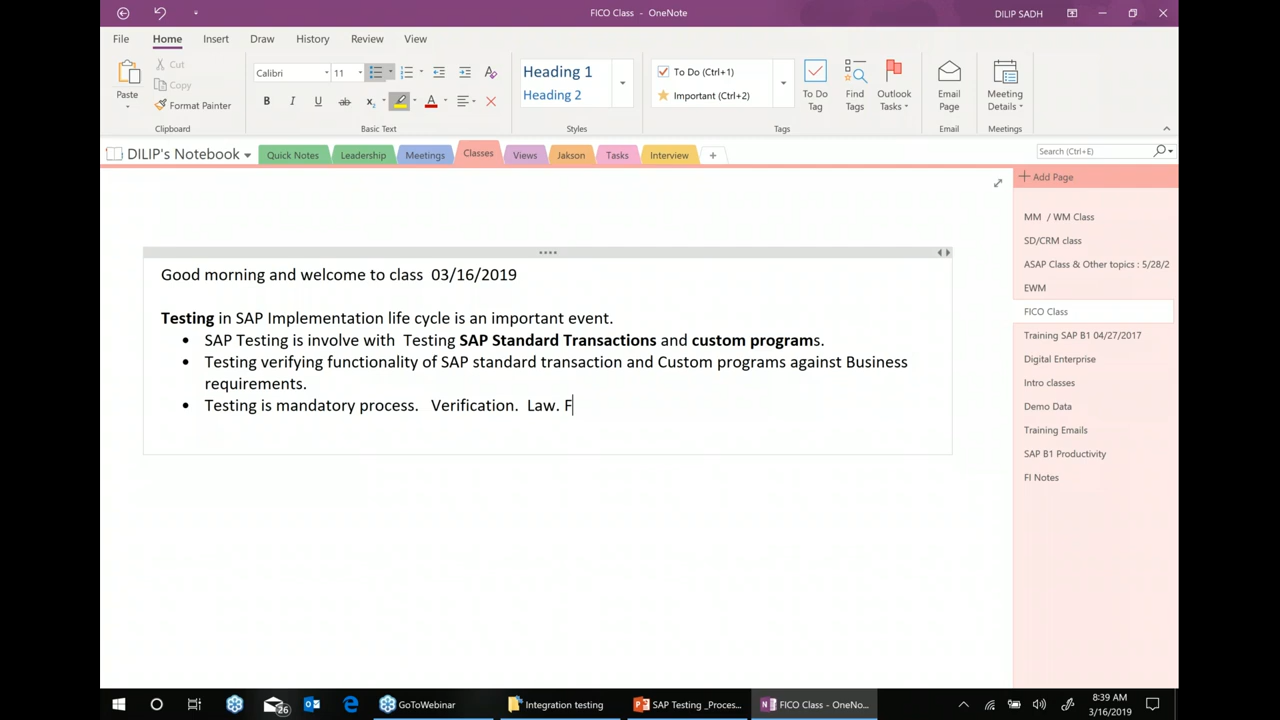 FICO Class - OneNote
DILIP SADH
File Home Insert Draw History Review View
Paste
Cut
Copy
Format Painter
Clipboard
Calibri 11
B I U ab x₂ A
Basic Text
Heading 1
Heading 2
Styles
To Do (Ctrl+1)
Important (Ctrl+2)
To Do
Tag
Find
Tags
Outlook
Tasks
Tags
Email
Page
Email
Meeting
Details
Meetings
DILIP's Notebook Quick Notes Leadership Meetings Classes Views Jakson Tasks Interview
Search (Ctrl+E)
Add Page
MM / WM Class
SD/CRM class
ASAP Class & Other topics : 5/28/2
EWM
FICO Class
Training SAP B1 04/27/2017
Digital Enterprise
Intro classes
Demo Data
Training Emails
SAP B1 Productivity
FI Notes
Good morning and welcome to class 03/16/2019
Testing in SAP Implementation life cycle is an important event.
• SAP Testing is involve with Testing SAP Standard Transactions and custom programs.
• Testing verifying functionality of SAP standard transaction and Custom programs against Business
requirements.
• Testing is mandatory process. Verification. Law. F
26
GoToWebinar
Integration testing
SAP Testing _Proces...
FICO Class - OneNo...
8:39 AM
3/16/2019